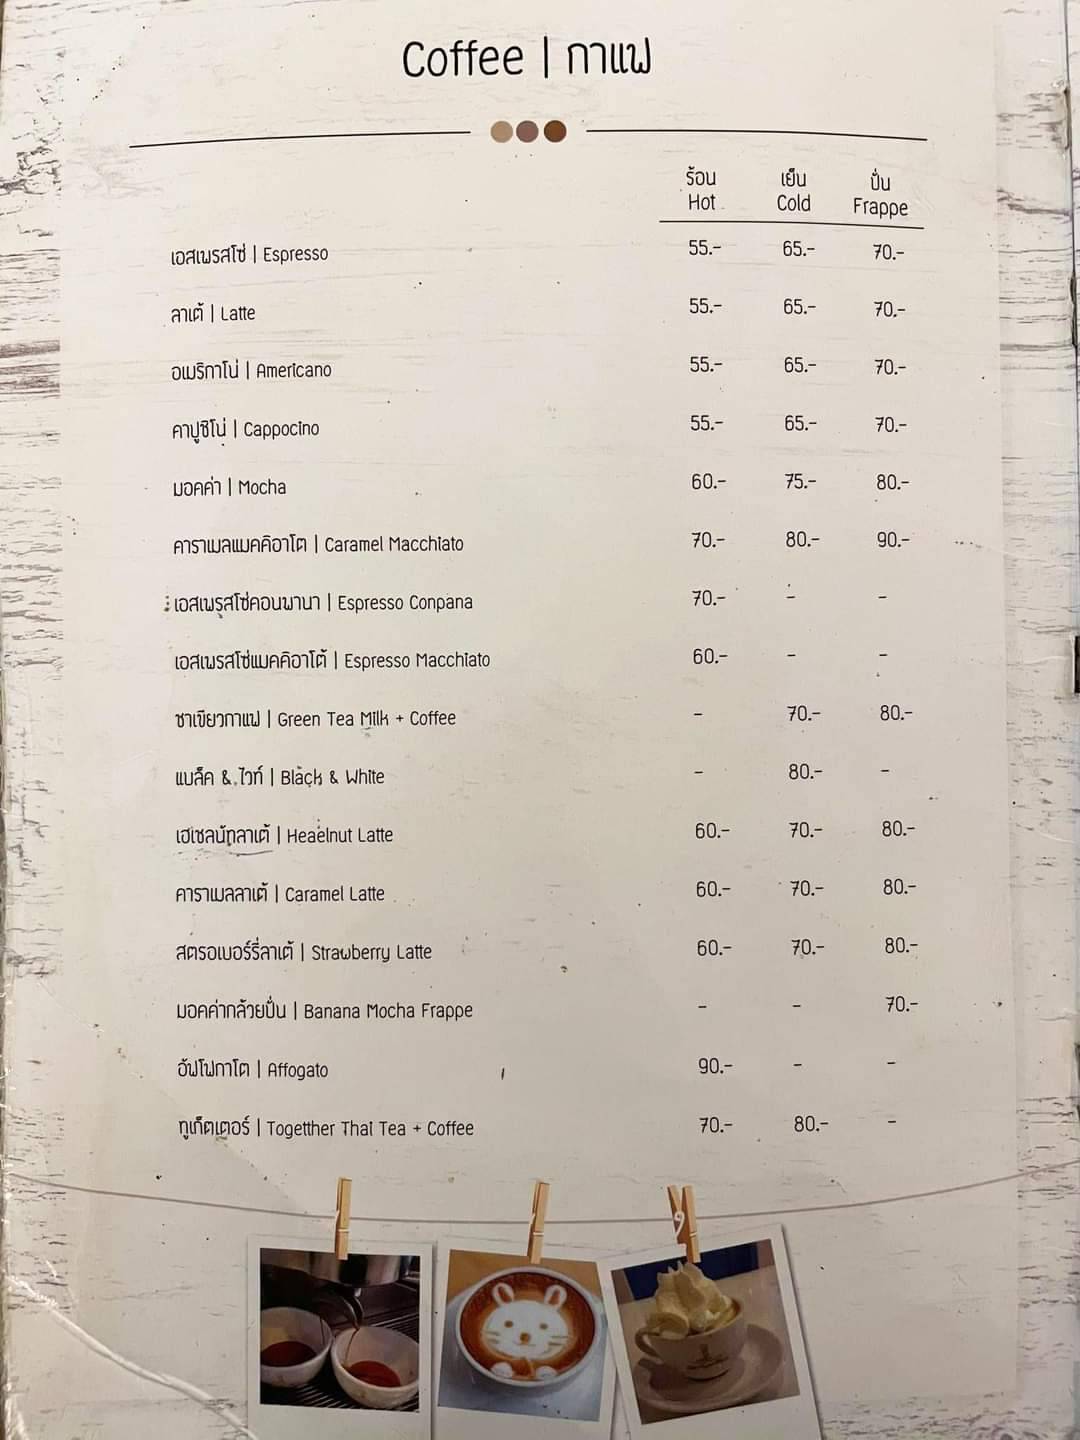 Coffee | กาแฟ
ร้อน เย็น ปั่น
Hot Cold Frappe
เอสเพรสโซ่ | Espresso 55.- 65.- 70.-
ลาเต้ | Latte 55.- 65.- 70.-
อเมริกาโน่ | Americano 55.- 65.- 70.-
คาปูชิโน่ | Cappocino 55.- 65.- 70.-
มอคค่า | Mocha 60.- 75.- 80.-
คาราเมลแมคคิอาโต | Caramel Macchiato 70.- 80.- 90.-
เอสเพรสโซ่คอนพานา | Espresso Conpana 70.- - -
เอสเพรสโซ่แมคคิอาโต้ | Espresso Macchiato 60.- - -
ชาเขียวกาแฟ | Green Tea Milk + Coffee - 70.- 80.-
แบล็ค & ไวท์ | Black & White - 80.- -
เฮเซลนัทลาเต้ | Heaelnut Latte 60.- 70.- 80.-
คาราเมลลาเต้ | Caramel Latte 60.- 70.- 80.-
สตรอเบอร์รี่ลาเต้ | Strawberry Latte 60.- 70.- 80.-
มอคค่ากล้วยปั่น | Banana Mocha Frappe - - 70.-
อัฟโฟกาโต | Affogato 90.- - -
ทูเก็ตเตอร์ | Togetther Thai Tea + Coffee 70.- 80.- -